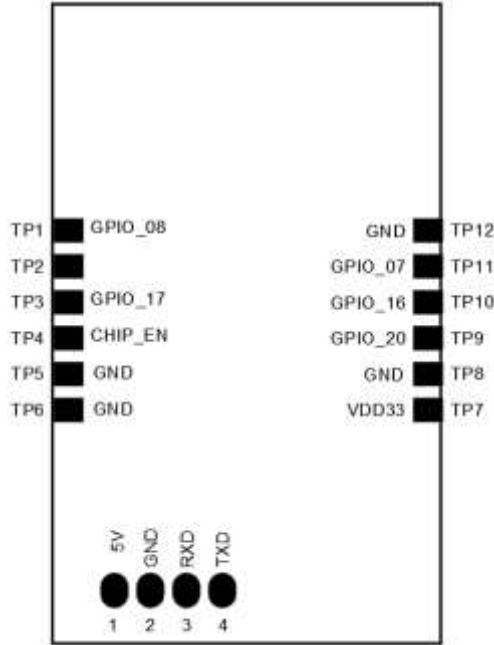 TP1 GPIO_08 GND TP12
TP2 GPIO_07 TP11
TP3 GPIO_17 GPIO_16 TP10
TP4 CHIP_EN GPIO_20 TP9
TP5 GND GND TP8
TP6 GND VDD33 TP7
5V GND RXD TXD
1 2 3 4